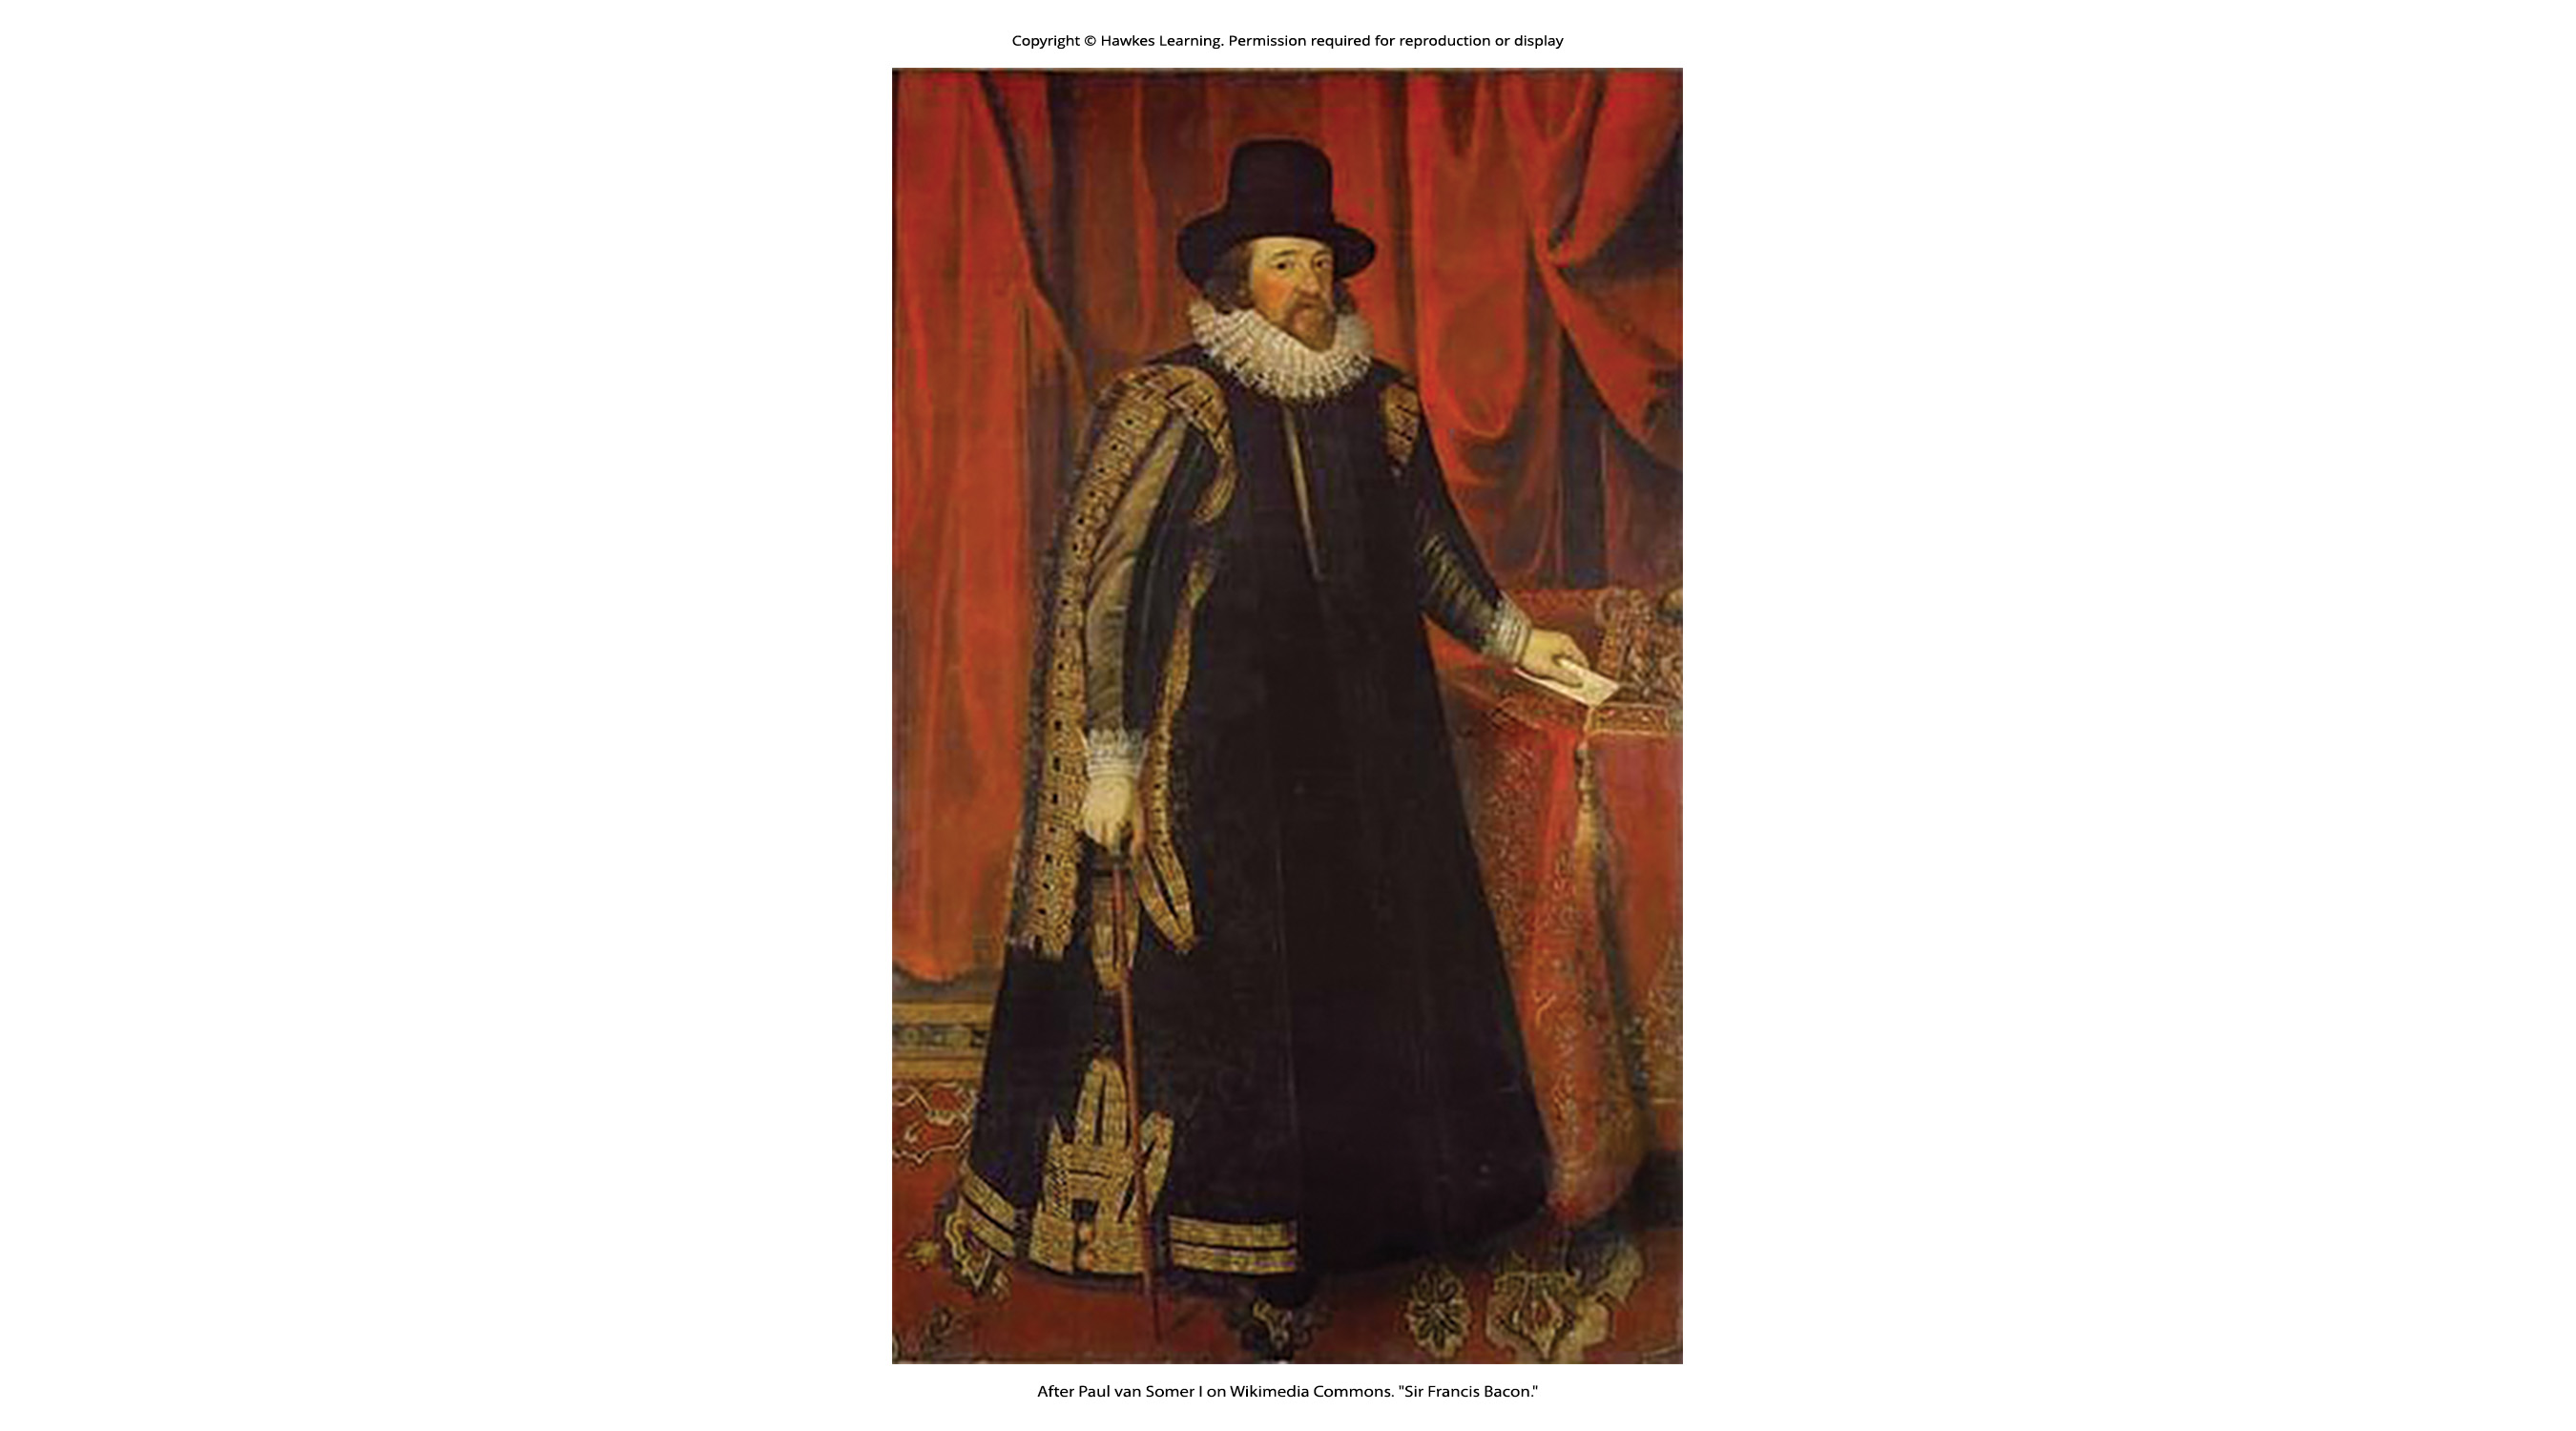 Copyright © Hawkes Learning. Permission required for reproduction or display
After Paul van Somer I on Wikimedia Commons. "Sir Francis Bacon."